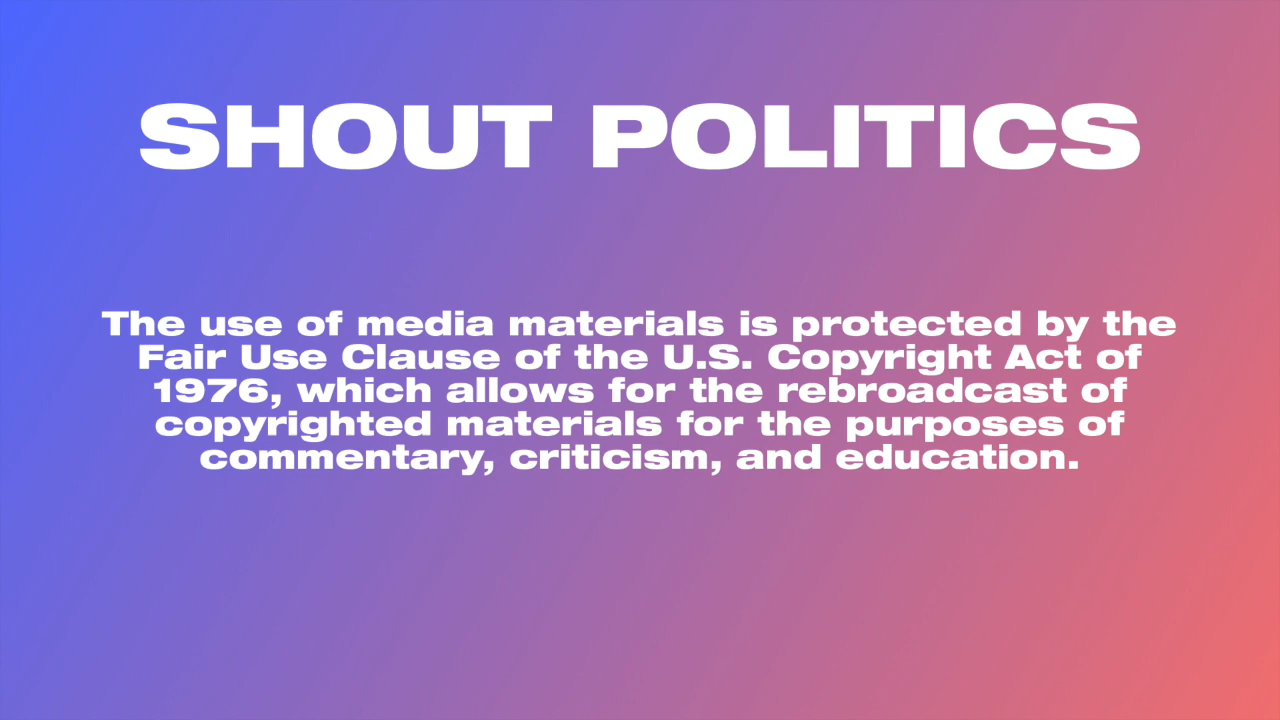 SHOUT POLITICS
The use of media materials is protected by the
Fair Use Clause of the U.S. Copyright Act of
1976, which allows for the rebroadcast of
copyrighted materials for the purposes of
commentary, criticism, and education.